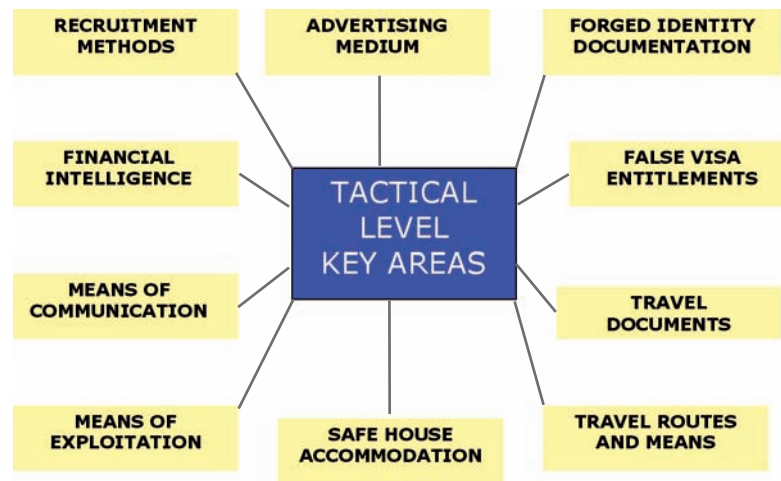 RECRUITMENT
METHODS
ADVERTISING
MEDIUM
FORGED IDENTITY
DOCUMENTATION
FINANCIAL
INTELLIGENCE
TACTICAL
LEVEL
KEY AREAS
FALSE VISA
ENTITLEMENTS
MEANS OF
COMMUNICATION
TRAVEL
DOCUMENTS
MEANS OF
EXPLOITATION
SAFE HOUSE
ACCOMMODATION
TRAVEL ROUTES
AND MEANS